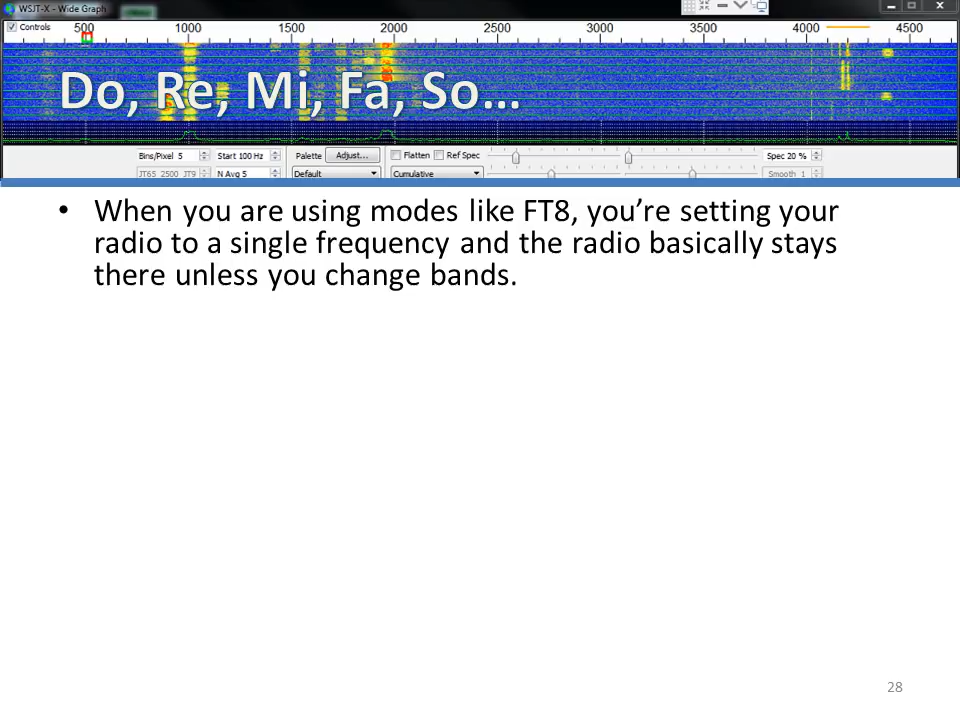 WSJT-X - Wide Graph
Controls 500 1000 1500 2000 2500 3000 3500 4000 4500
Do, Re, Mi, Fa, So…
Bins/Pixel 5 Start 100 Hz Palette Adjust... Flatten Ref Spec Spec 20 %
JT65 2500 JT9 N Avg 5 Default Cumulative Smooth 1
• When you are using modes like FT8, you’re setting your
radio to a single frequency and the radio basically stays
there unless you change bands.
28